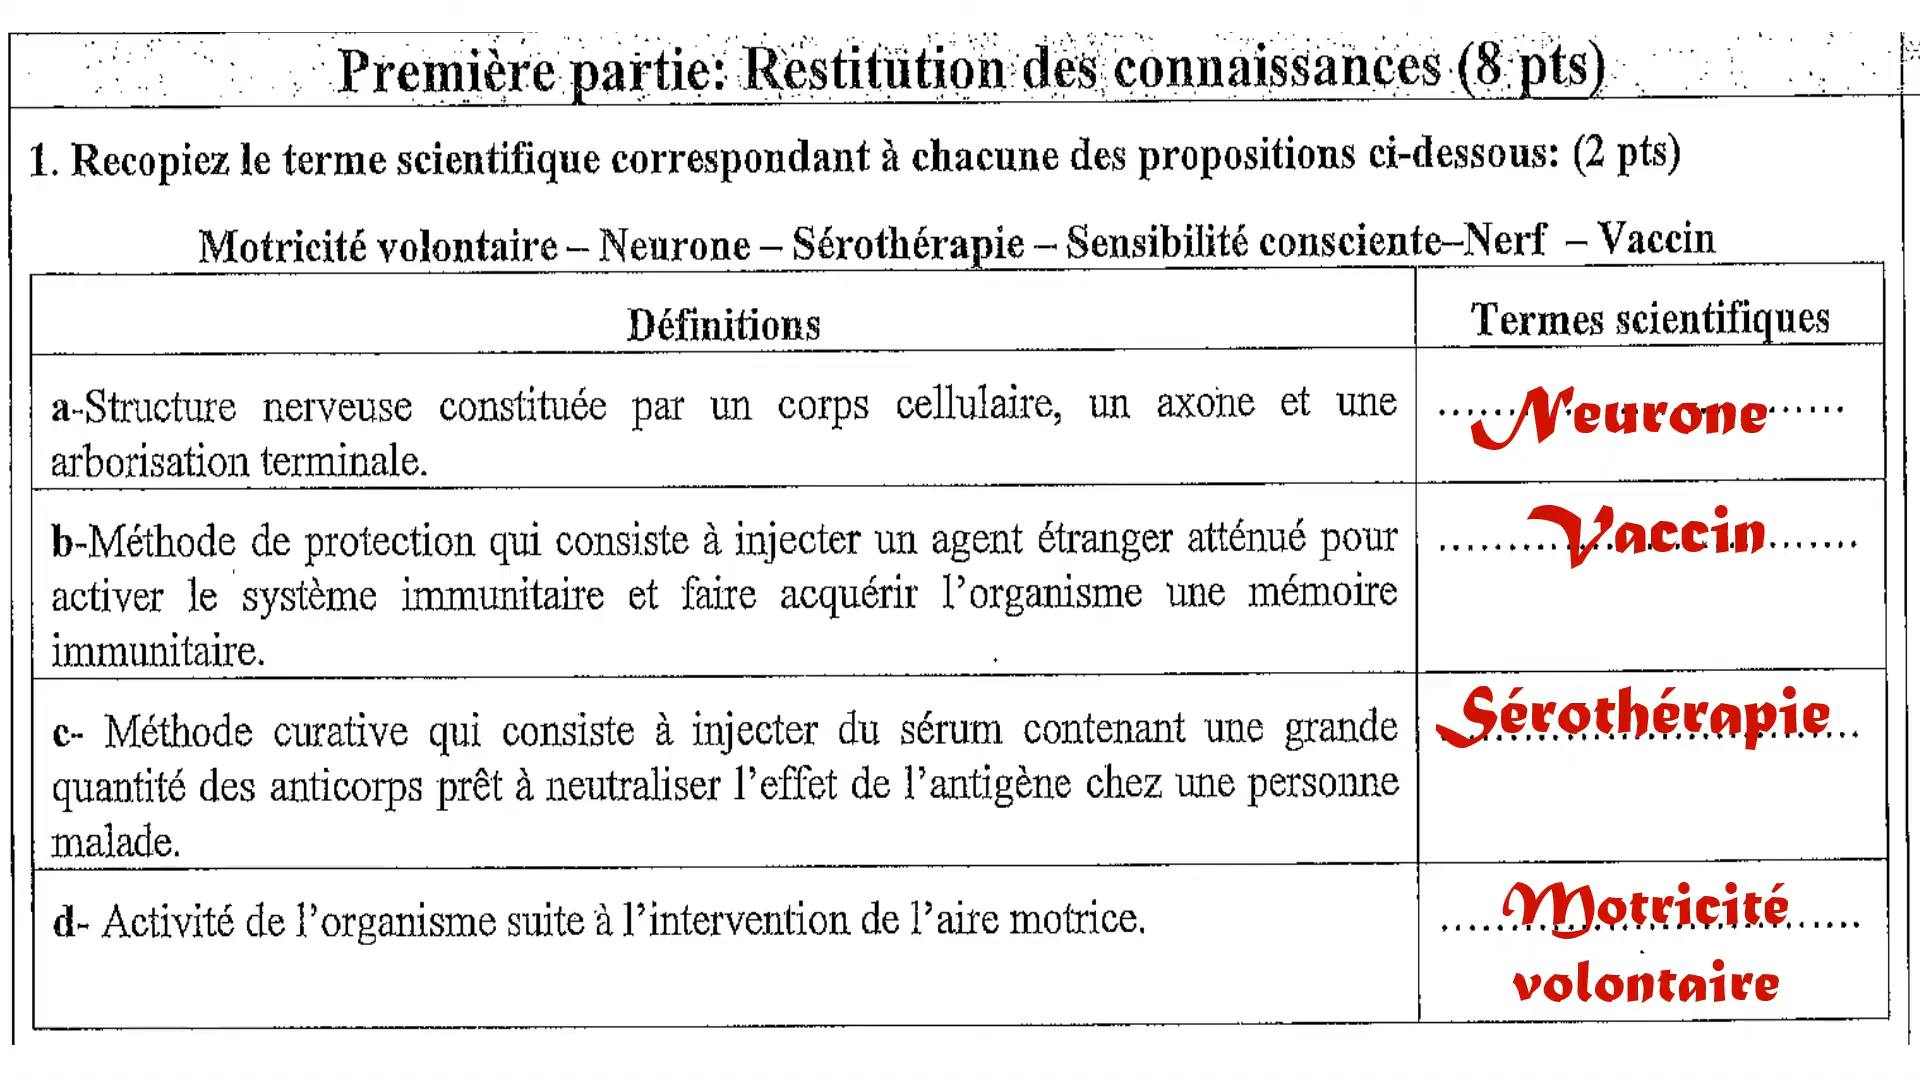 Première partie: Restitution des connaissances (8 pts)
1. Recopiez le terme scientifique correspondant à chacune des propositions ci-dessous: (2 pts)
Motricité volontaire – Neurone – Sérothérapie – Sensibilité consciente–Nerf – Vaccin
Définitions
Termes scientifiques
a-Structure nerveuse constituée par un corps cellulaire, un axone et une
arborisation terminale.
Neurone
b-Méthode de protection qui consiste à injecter un agent étranger atténué pour
activer le système immunitaire et faire acquérir l'organisme une mémoire
immunitaire.
Vaccin
c- Méthode curative qui consiste à injecter du sérum contenant une grande
quantité des anticorps prêt à neutraliser l'effet de l'antigène chez une personne
malade.
Sérothérapie
d- Activité de l'organisme suite à l'intervention de l'aire motrice.
Motricité
volontaire